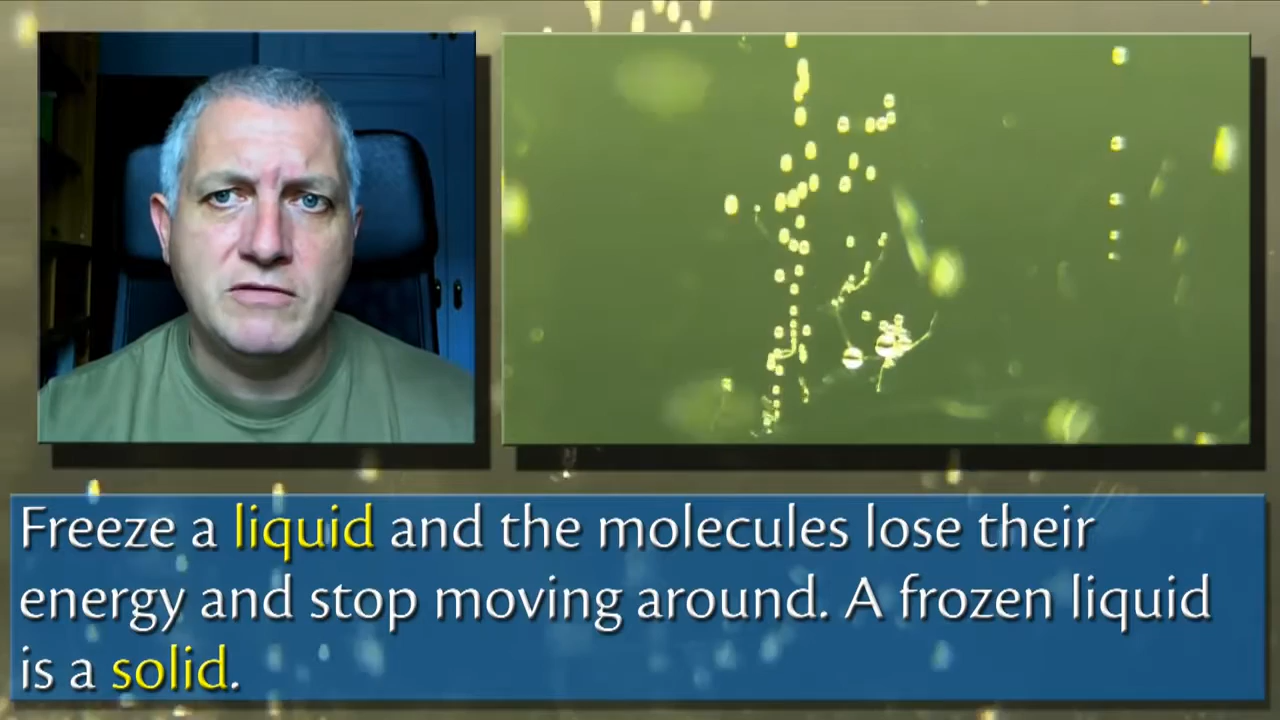 Freeze a liquid and the molecules lose their
energy and stop moving around. A frozen liquid
is a solid.